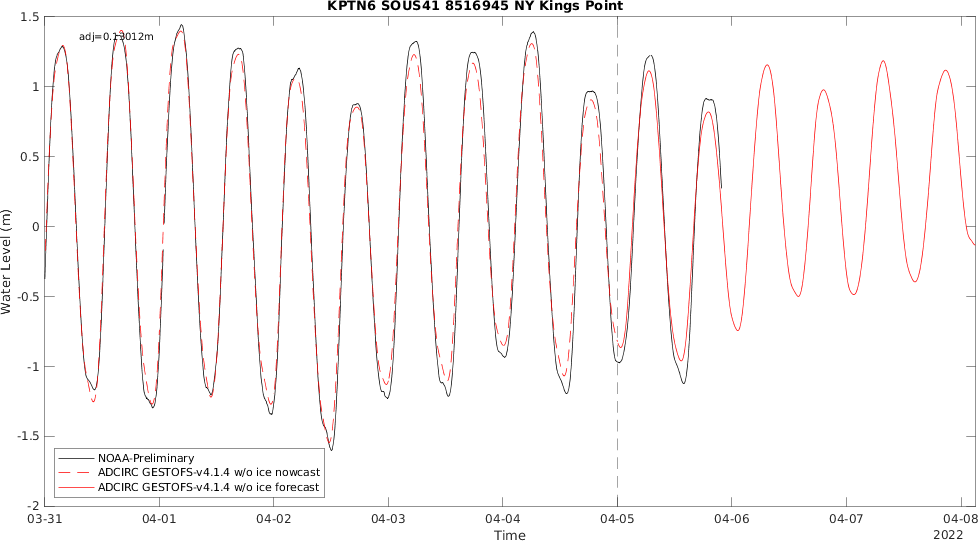 KPTN6 SOUS41 8516945 NY Kings Point
adj=0.13012m
1.5
1
0.5
0
-0.5
-1
-1.5
-2
Water Level (m)
NOAA-Preliminary
ADCIRC GESTOFS-v4.1.4 w/o ice nowcast
ADCIRC GESTOFS-v4.1.4 w/o ice forecast
03-31 04-01 04-02 04-03 04-04 04-05 04-06 04-07 04-08
Time
2022